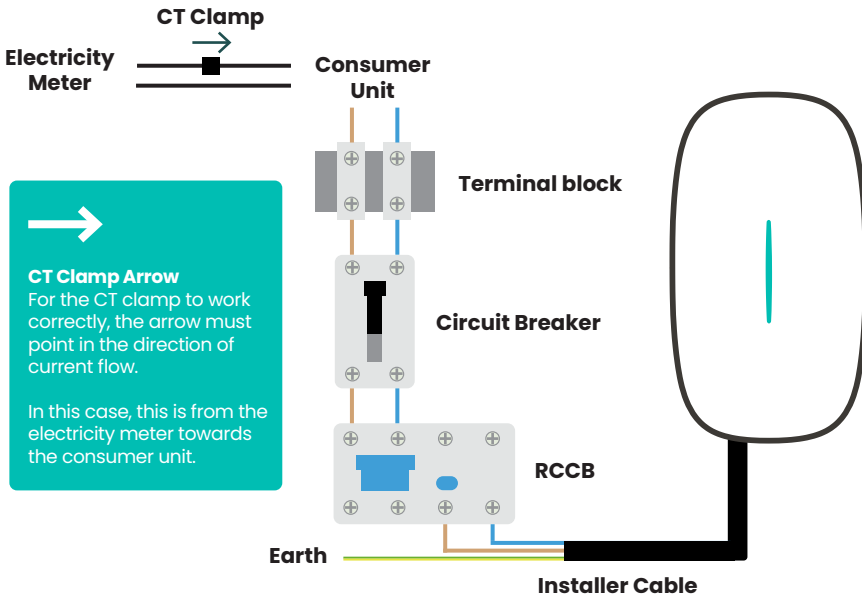 CT Clamp
Electricity
Meter
Consumer
Unit
Terminal block
CT Clamp Arrow
For the CT clamp to work
correctly, the arrow must
point in the direction of
current flow.
In this case, this is from the
electricity meter towards
the consumer unit.
Circuit Breaker
RCCB
Earth
Installer Cable